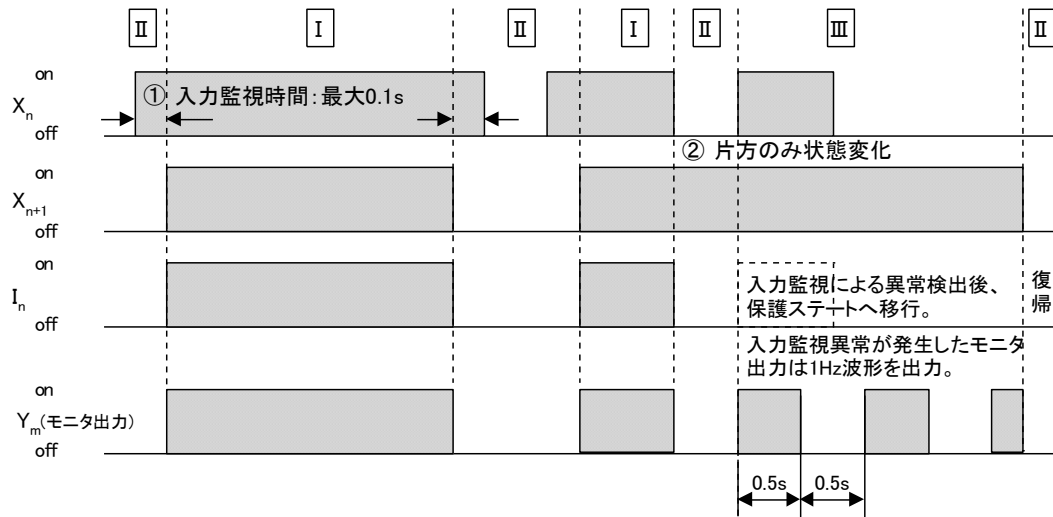 Ⅱ Ⅰ Ⅱ Ⅰ Ⅱ Ⅲ Ⅱ
on
Xn
off
① 入力監視時間：最大0.1s
② 片方のみ状態変化
on
Xn+1
off
on
In
off
入力監視による異常検出後、
保護ステートへ移行。
復
帰
入力監視異常が発生したモニタ
出力は1Hz波形を出力。
on
Ym(モニタ出力)
off
0.5s 0.5s